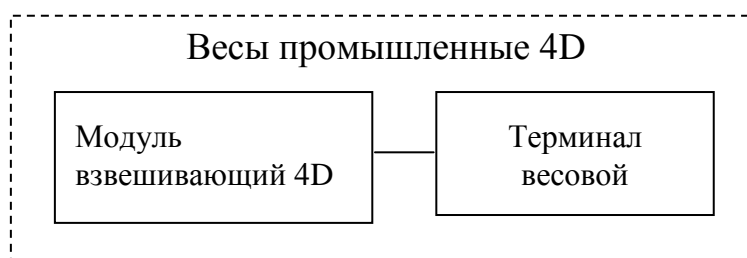 Весы промышленные 4D
Модуль
взвешивающий 4D
Терминал
весовой